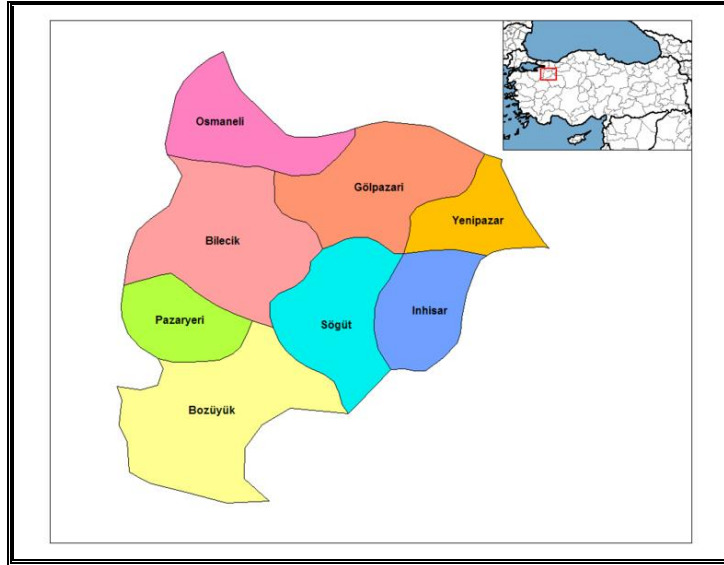 Osmaneli
Gölpazari
Yenipazar
Bilecik
Inhisar
Pazaryeri
Sögüt
Bozüyük